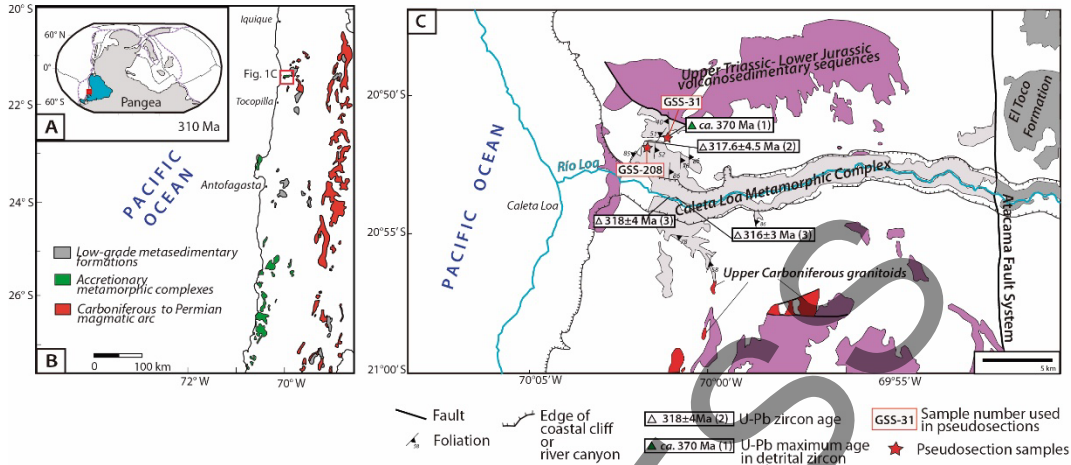 20° S
22° S
24° S
26° S
72° W
70° W
60° N
0°
60° S
Pangea
310 Ma
A
Iquique
Fig. 1C
Tocopilla
PACIFIC
OCEAN
Antofagasta
Low-grade metasedimentary
formations
Accretionary
metamorphic complexes
Carboniferous to Permian
magmatic arc
B
0
100 km
C
20°50'S
20°55'S
21°00'S
70°05'W
70°00'W
69°55'W
PACIFIC OCEAN
Upper Triassic- Lower Jurassic
volcanosedimentary sequences
El Toco
Formation
GSS-31
ca. 370 Ma (1)
317.6±4.5 Ma (2)
GSS-208
Río Loa
Caleta Loa
Caleta Loa Metamorphic Complex
318±4 Ma (3)
316±3 Ma (3)
Upper Carboniferous granitoids
Atacama Fault System
5 km
Fault
Foliation
Edge of
coastal cliff
or
river canyon
318±4Ma (2)
U-Pb zircon age
ca. 370 Ma (1)
U-Pb maximum age
in detrital zircon
GSS-31
Sample number used
in pseudosections
Pseudosection samples